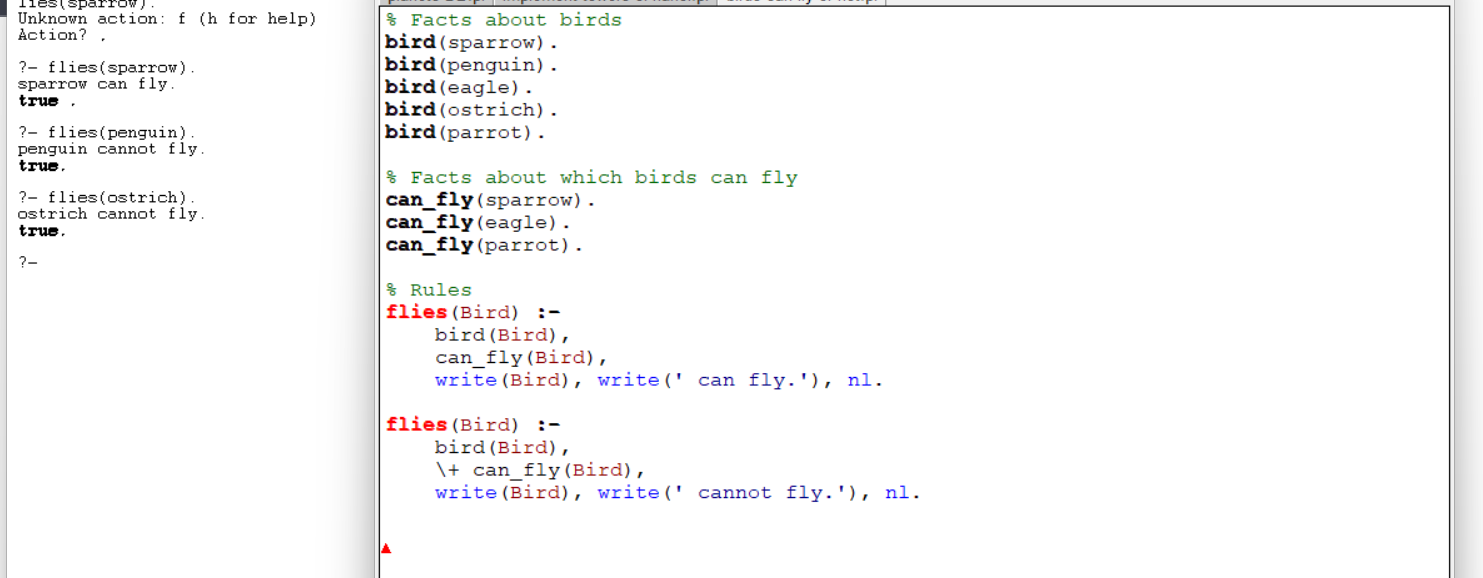 lies(sparrow).
Unknown action: f (h for help)
Action? .

?- flies(sparrow).
sparrow can fly.
true .

?- flies(penguin).
penguin cannot fly.
true.

?- flies(ostrich).
ostrich cannot fly.
true.

?-

% Facts about birds
bird(sparrow).
bird(penguin).
bird(eagle).
bird(ostrich).
bird(parrot).

% Facts about which birds can fly
can_fly(sparrow).
can_fly(eagle).
can_fly(parrot).

% Rules
flies(Bird) :-
    bird(Bird),
    can_fly(Bird),
    write(Bird), write(' can fly.'), nl.

flies(Bird) :-
    bird(Bird),
    \+ can_fly(Bird),
    write(Bird), write(' cannot fly.'), nl.